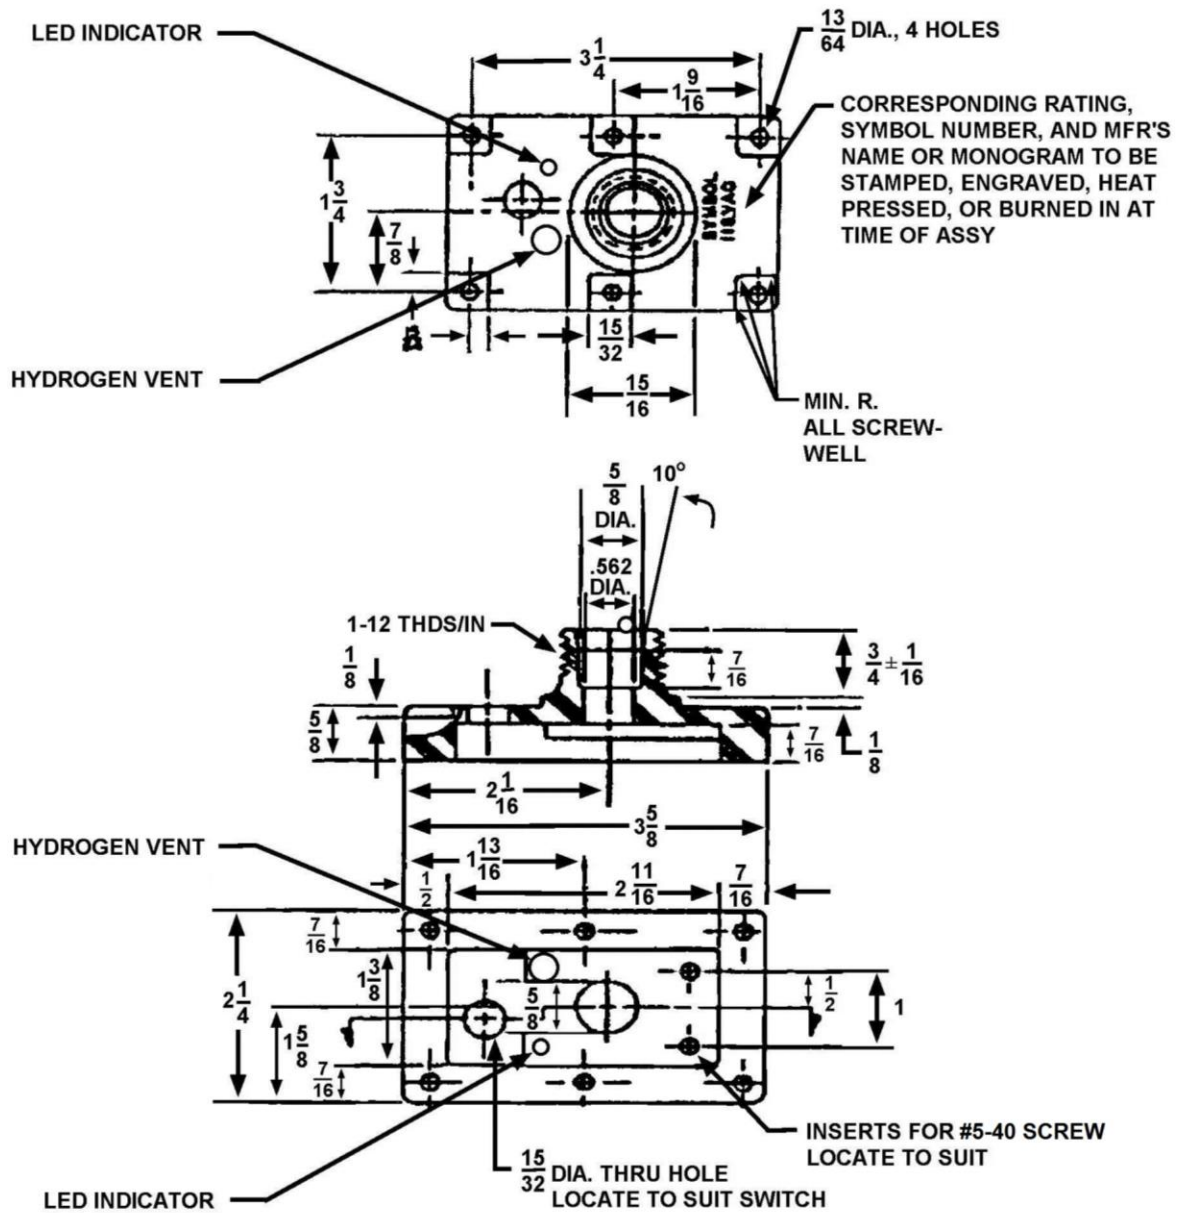 LED INDICATOR
13/64 DIA., 4 HOLES
3 1/4
1 9/16
CORRESPONDING RATING,
SYMBOL NUMBER, AND MFR'S
NAME OR MONOGRAM TO BE
STAMPED, ENGRAVED, HEAT
PRESSED, OR BURNED IN AT
TIME OF ASSY
SYMBOL
1 3/4
7/8
15/32
HYDROGEN VENT
15/16
MIN. R.
ALL SCREW-
WELL
5/8
DIA.
10°
.562
DIA.
1-12 THDS/IN
1/8
7/16
3/4 ± 1/16
5/8
7/16
1/8
2 1/16
3 5/8
HYDROGEN VENT
1 13/16
1/2
2 11/16
7/16
7/16
1 3/8
2 1/4
5/8
1/2
1
1 5/8
7/16
INSERTS FOR #5-40 SCREW
LOCATE TO SUIT
15/32 DIA. THRU HOLE
LOCATE TO SUIT SWITCH
LED INDICATOR